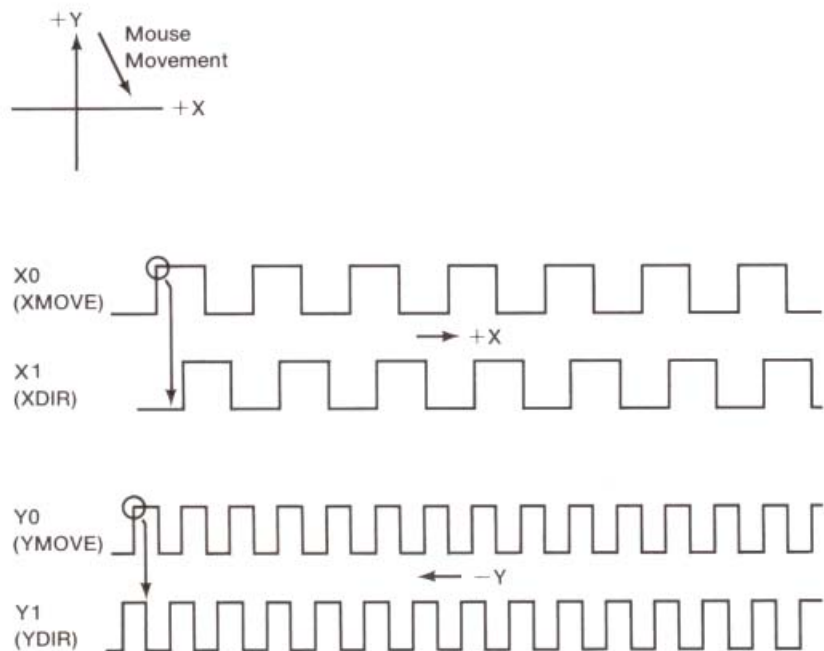 +Y
Mouse
Movement
+X
X0
(XMOVE)
+X
X1
(XDIR)
Y0
(YMOVE)
−Y
Y1
(YDIR)